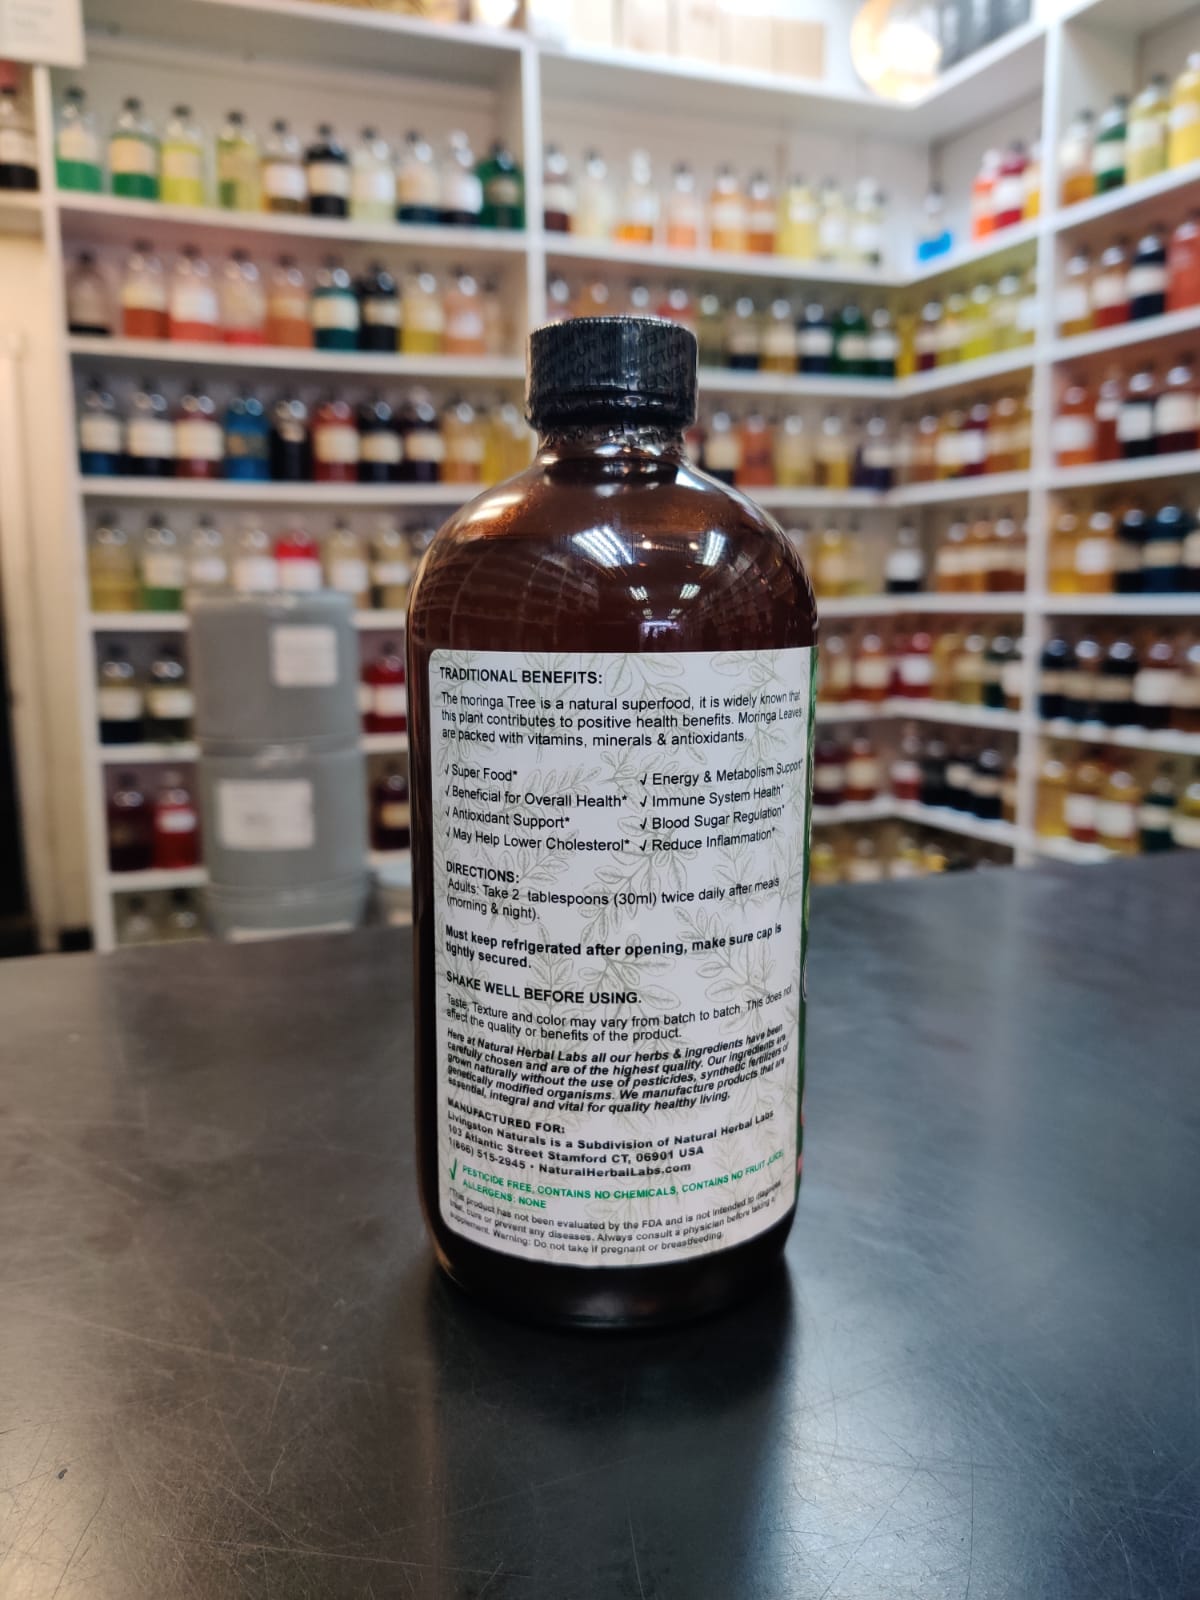 TRADITIONAL BENEFITS:
The moringa Tree is a natural superfood, it is widely known that
this plant contributes to positive health benefits. Moringa Leaves
are packed with vitamins, minerals & antioxidants.
√ Super Food*
√ Beneficial for Overall Health*
√ Antioxidant Support*
√ May Help Lower Cholesterol*
√ Energy & Metabolism Support*
√ Immune System Health*
√ Blood Sugar Regulation*
√ Reduce Inflammation*
DIRECTIONS:
Adults: Take 2 tablespoons (30ml) twice daily after meals
(morning & night).
Must keep refrigerated after opening, make sure cap is
tightly secured.
SHAKE WELL BEFORE USING.
Taste, Texture and color may vary from batch to batch. This does not
affect the quality or benefits of the product.
Here at Natural Herbal Labs all our herbs & ingredients have been
carefully chosen and are of the highest quality. Our ingredients are
grown naturally without the use of pesticides, synthetic fertilizers or
genetically modified organisms. We manufacture products that are
essential, integral and vital for quality healthy living.
MANUFACTURED FOR:
Livingston Naturals is a Subdivision of Natural Herbal Labs
103 Atlantic Street Stamford CT, 06901 USA
1(866) 515-2945 • NaturalHerbalLabs.com
√ PESTICIDE FREE, CONTAINS NO CHEMICALS, CONTAINS NO FRUIT JUICE,
ALLERGENS: NONE
*This product has not been evaluated by the FDA and is not intended to diagnose,
treat, cure or prevent any diseases. Always consult a physician before taking a
supplement. Warning: Do not take if pregnant or breastfeeding.